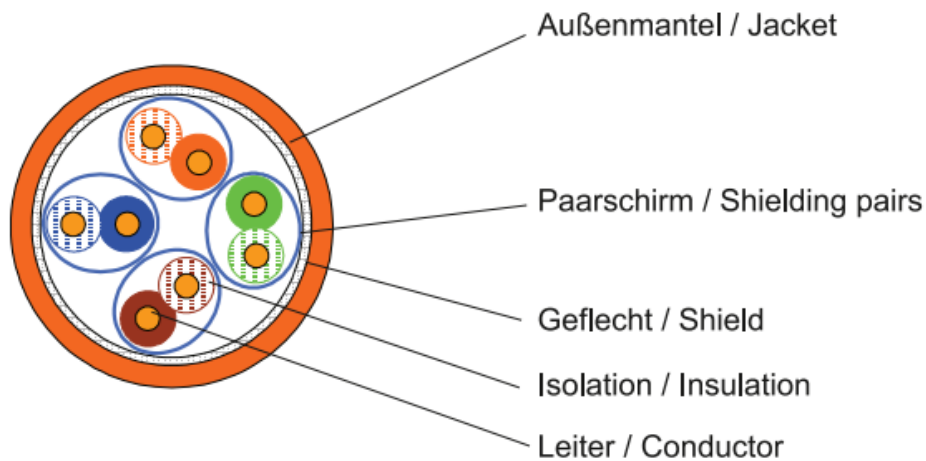 Außenmantel / Jacket
Paarschirm / Shielding pairs
Geflecht / Shield
Isolation / Insulation
Leiter / Conductor